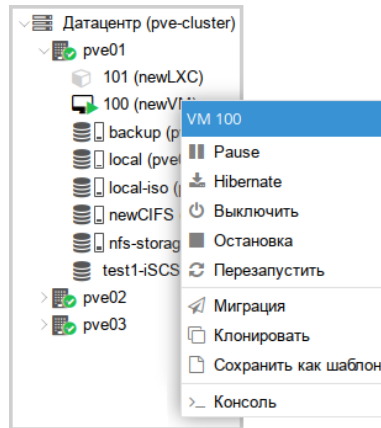 Датацентр (pve-cluster)
pve01
101 (newLXC)
100 (newVM)
VM 100
backup (p
Pause
local (pve
Hibernate
local-iso (
Выключить
newCIFS
Остановка
nfs-storag
Перезапустить
test1-iSCS
pve02
Миграция
pve03
Клонировать
Сохранить как шаблон
Консоль